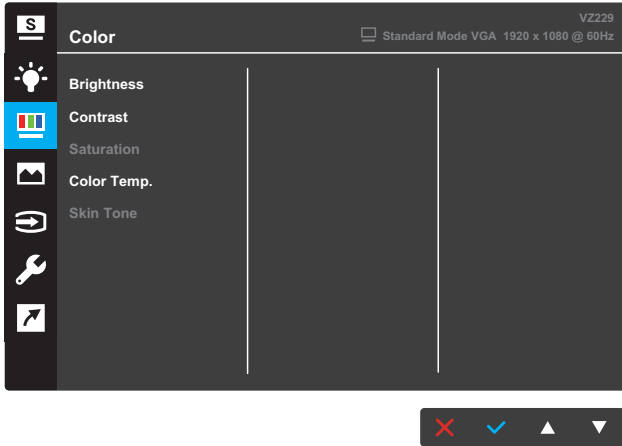 S
VZ229
Color
Standard Mode VGA 1920 x 1080 @ 60Hz
Brightness
Contrast
Saturation
Color Temp.
Skin Tone